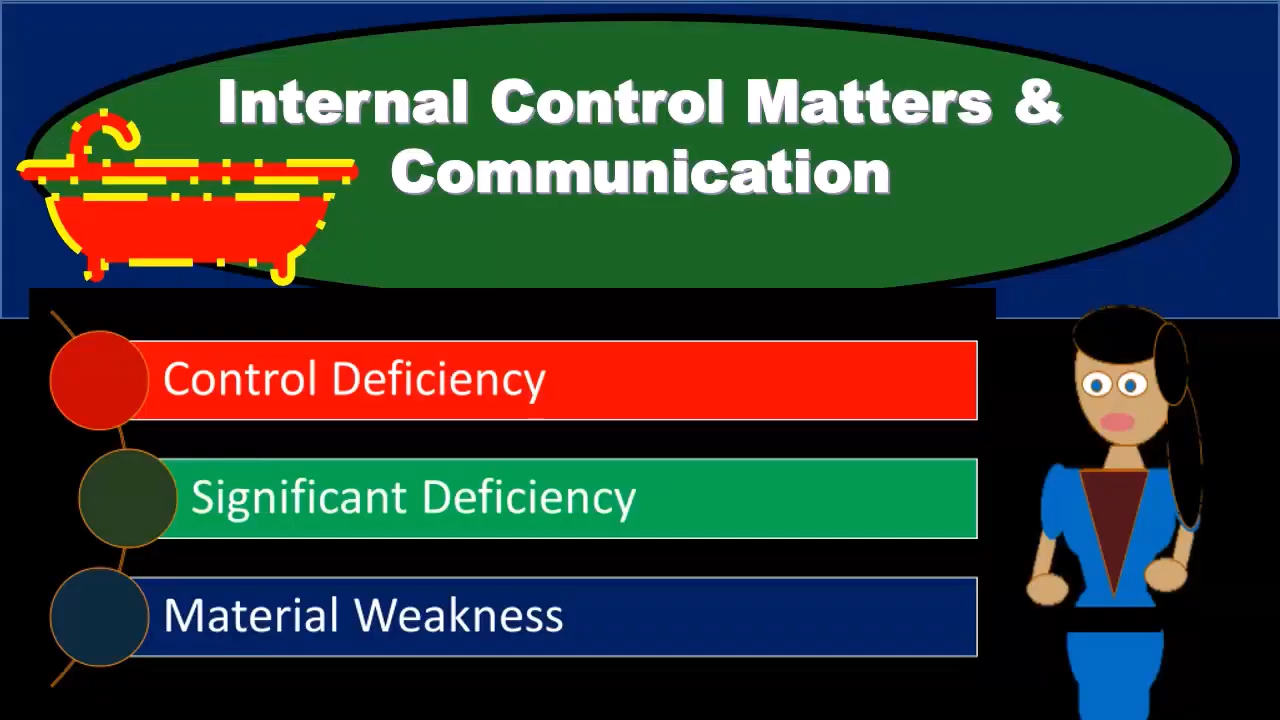 Internal Control Matters &
Communication
Control Deficiency
Significant Deficiency
Material Weakness